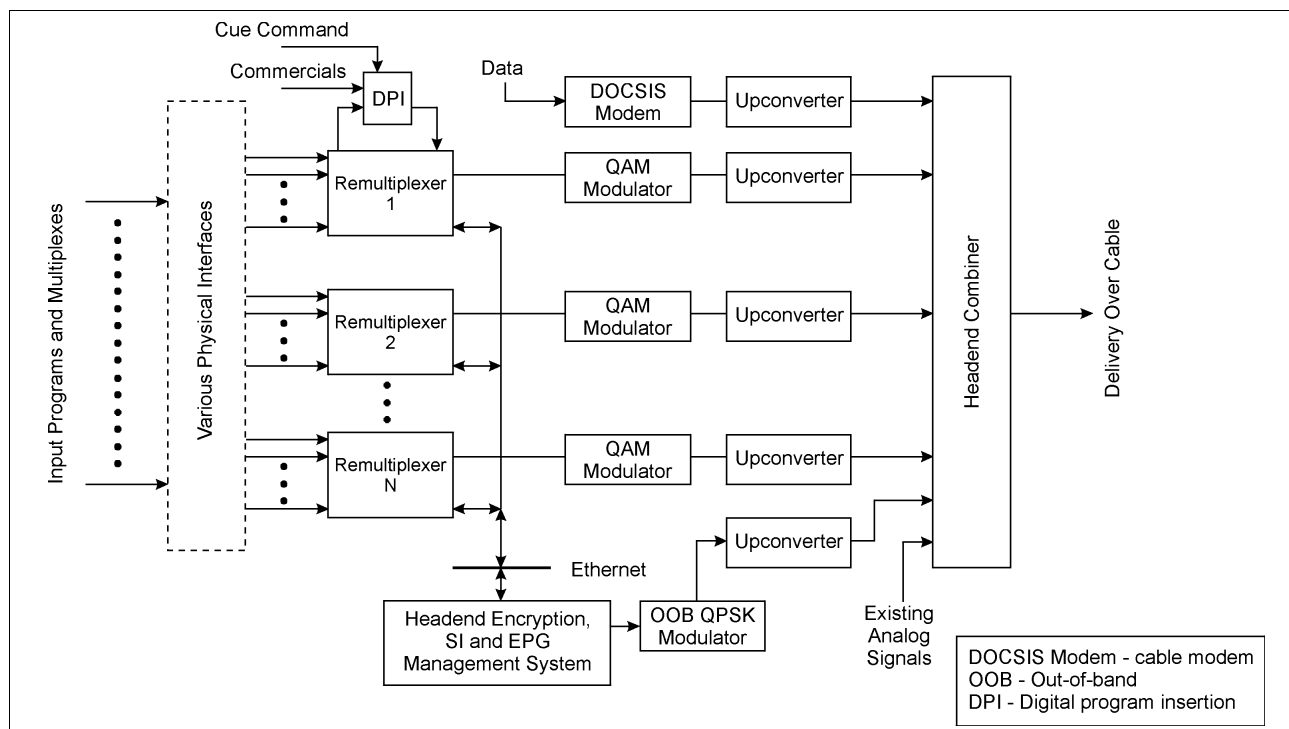 Cue Command
Commercials
DPI
Data
DOCSIS
Modem
Upconverter
Input Programs and Multiplexes
Various Physical Interfaces
Remultiplexer
1
QAM
Modulator
Upconverter
Remultiplexer
2
QAM
Modulator
Upconverter
Remultiplexer
N
QAM
Modulator
Upconverter
Headend Combiner
Delivery Over Cable
Upconverter
Ethernet
Headend Encryption,
SI and EPG
Management System
OOB QPSK
Modulator
Existing
Analog
Signals
DOCSIS Modem - cable modem
OOB - Out-of-band
DPI - Digital program insertion